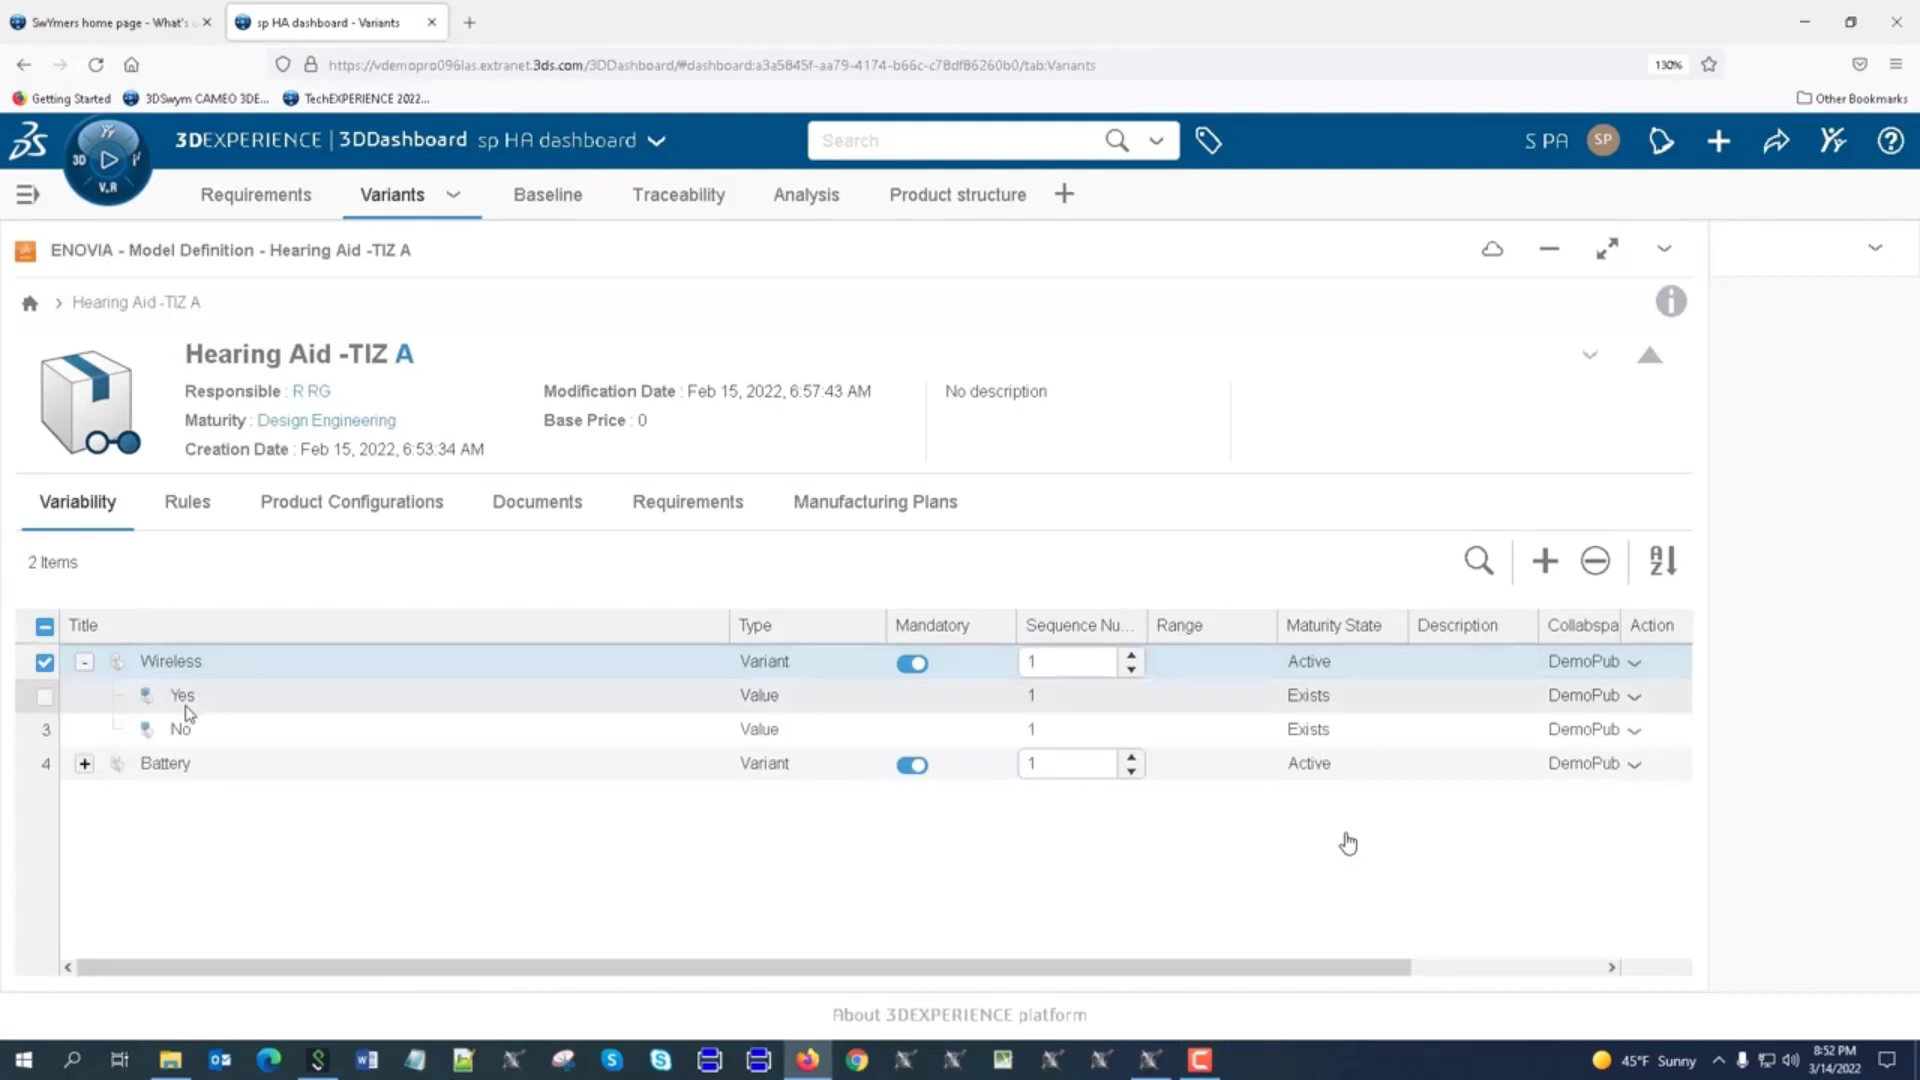 SwYmers home page - What's
sp HA dashboard - Variants
https://vdemopro096las.extranet.3ds.com/3DDashboard/#dashboard:a3a5845f-aa79-4174-b66c-c78df86260b0/tab:Variants
130%
Getting Started
3DSwym CAMEO 3DE...
TechEXPERIENCE 2022...
Other Bookmarks
3D
V.R
3DEXPERIENCE | 3DDashboard sp HA dashboard
Search
S PA
SP
Requirements
Variants
Baseline
Traceability
Analysis
Product structure
ENOVIA - Model Definition - Hearing Aid -TIZ A
Hearing Aid -TIZ A
Hearing Aid -TIZ A
Responsible : R RG
Maturity : Design Engineering
Creation Date : Feb 15, 2022, 6:53:34 AM
Modification Date : Feb 15, 2022, 6:57:43 AM
Base Price : 0
No description
Variability
Rules
Product Configurations
Documents
Requirements
Manufacturing Plans
2 Items
Title Type Mandatory Sequence Nu... Range Maturity State Description Collabspa Action
Wireless Variant 1 Active DemoPub
Yes Value 1 Exists DemoPub
3 No Value 1 Exists DemoPub
4 Battery Variant 1 Active DemoPub
About 3DEXPERIENCE platform
45°F Sunny
8:52 PM
3/14/2022